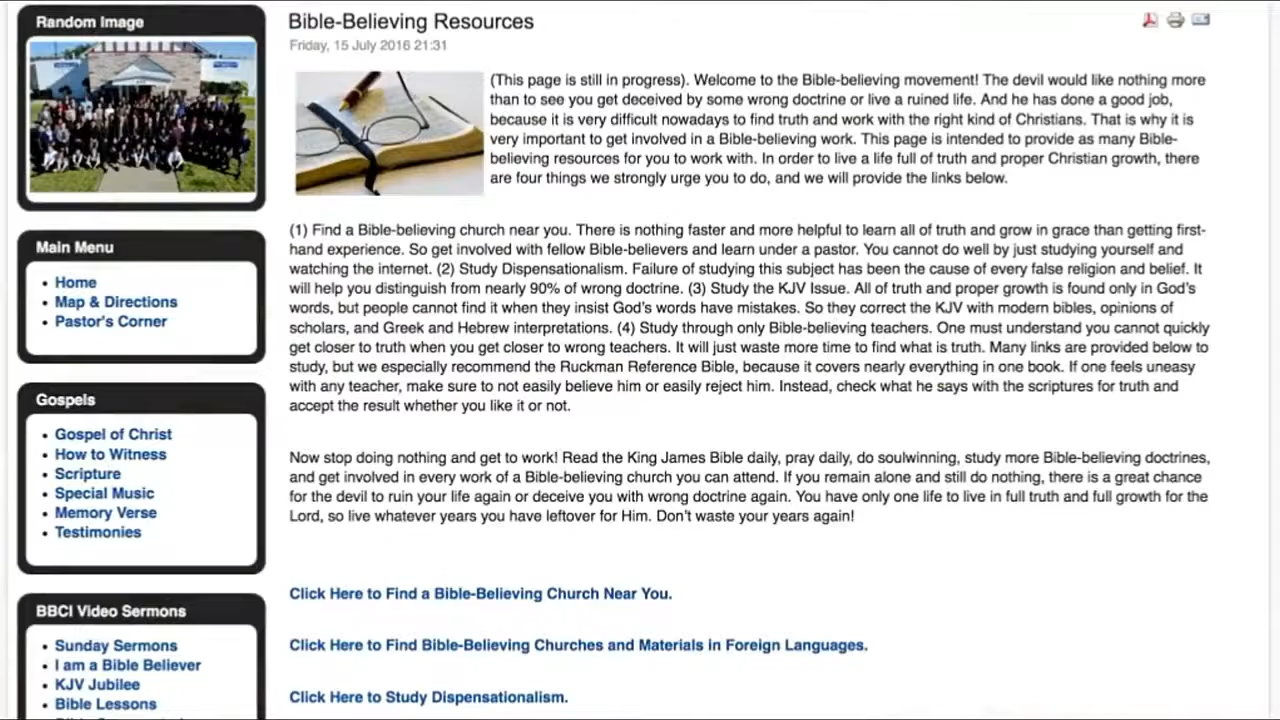 Random Image
Main Menu
Home
Map & Directions
Pastor's Corner
Gospels
Gospel of Christ
How to Witness
Scripture
Special Music
Memory Verse
Testimonies
BBCI Video Sermons
Sunday Sermons
I am a Bible Believer
KJV Jubilee
Bible Lessons
Bible-Believing Resources
Friday, 15 July 2016 21:31
(This page is still in progress). Welcome to the Bible-believing movement! The devil would like nothing more
than to see you get deceived by some wrong doctrine or live a ruined life. And he has done a good job,
because it is very difficult nowadays to find truth and work with the right kind of Christians. That is why it is
very important to get involved in a Bible-believing work. This page is intended to provide as many Bible-
believing resources for you to work with. In order to live a life full of truth and proper Christian growth, there
are four things we strongly urge you to do, and we will provide the links below.
(1) Find a Bible-believing church near you. There is nothing faster and more helpful to learn all of truth and grow in grace than getting first-
hand experience. So get involved with fellow Bible-believers and learn under a pastor. You cannot do well by just studying yourself and
watching the internet. (2) Study Dispensationalism. Failure of studying this subject has been the cause of every false religion and belief. It
will help you distinguish from nearly 90% of wrong doctrine. (3) Study the KJV Issue. All of truth and proper growth is found only in God's
words, but people cannot find it when they insist God's words have mistakes. So they correct the KJV with modern bibles, opinions of
scholars, and Greek and Hebrew interpretations. (4) Study through only Bible-believing teachers. One must understand you cannot quickly
get closer to truth when you get closer to wrong teachers. It will just waste more time to find what is truth. Many links are provided below to
study, but we especially recommend the Ruckman Reference Bible, because it covers nearly everything in one book. If one feels uneasy
with any teacher, make sure to not easily believe him or easily reject him. Instead, check what he says with the scriptures for truth and
accept the result whether you like it or not.
Now stop doing nothing and get to work! Read the King James Bible daily, pray daily, do soulwinning, study more Bible-believing doctrines,
and get involved in every work of a Bible-believing church you can attend. If you remain alone and still do nothing, there is a great chance
for the devil to ruin your life again or deceive you with wrong doctrine again. You have only one life to live in full truth and full growth for the
Lord, so live whatever years you have leftover for Him. Don't waste your years again!
Click Here to Find a Bible-Believing Church Near You.
Click Here to Find Bible-Believing Churches and Materials in Foreign Languages.
Click Here to Study Dispensationalism.